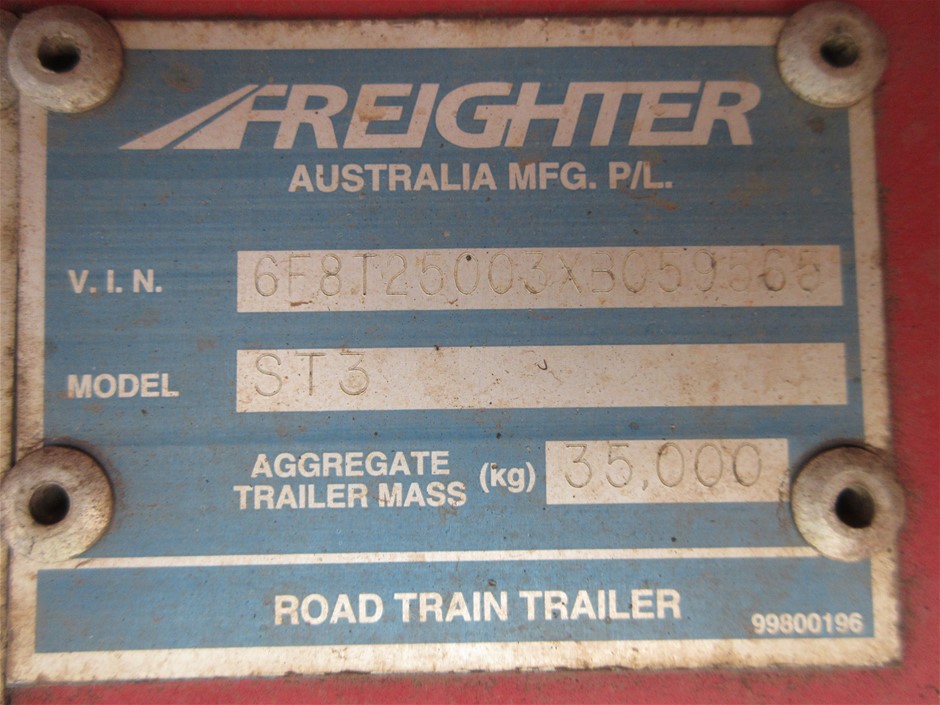 FREIGHTER
AUSTRALIA MFG. P/L.
V. I. N.
MODEL ST3
AGGREGATE
TRAILER MASS (kg) 35,000
ROAD TRAIN TRAILER
99800196